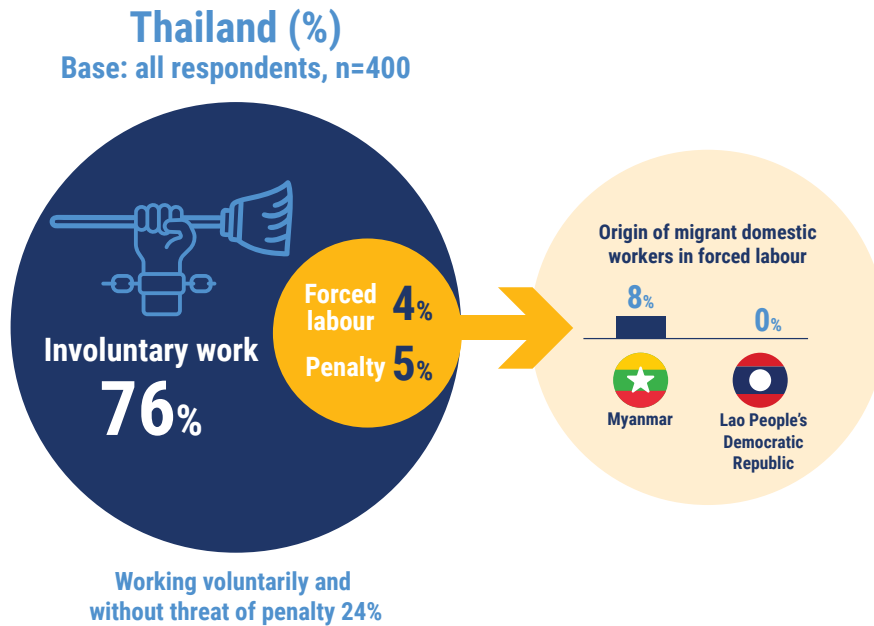 Thailand (%)
Base: all respondents, n=400
Involuntary work
76%
Forced
labour 4%
Penalty 5%
Working voluntarily and
without threat of penalty 24%
Origin of migrant domestic
workers in forced labour
8%
0%
Myanmar
Lao People's
Democratic
Republic